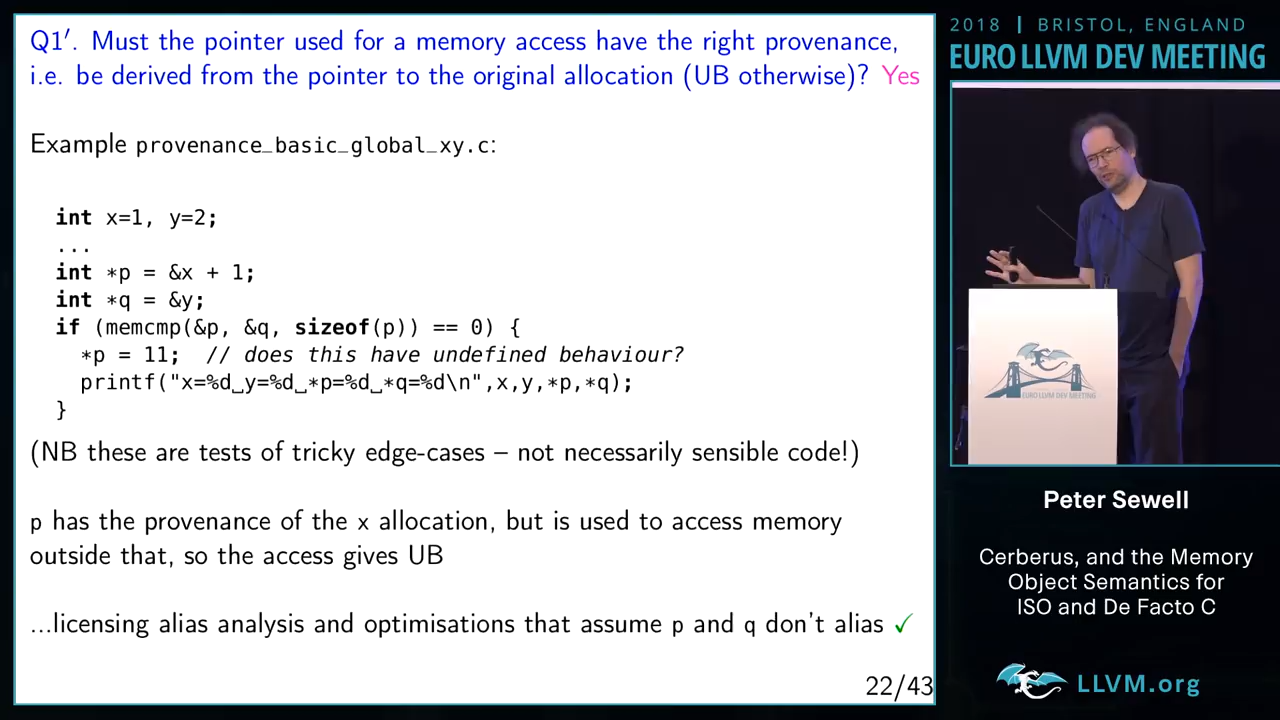 Q1′. Must the pointer used for a memory access have the right provenance,
i.e. be derived from the pointer to the original allocation (UB otherwise)? Yes
Example provenance_basic_global_xy.c:
int x=1, y=2;
...
int *p = &x + 1;
int *q = &y;
if (memcmp(&p, &q, sizeof(p)) == 0) {
*p = 11; // does this have undefined behaviour?
printf("x=%d␣y=%d␣*p=%d␣*q=%d\n",x,y,*p,*q);
}
(NB these are tests of tricky edge-cases – not necessarily sensible code!)
p has the provenance of the x allocation, but is used to access memory
outside that, so the access gives UB
...licensing alias analysis and optimisations that assume p and q don't alias ✓
22/43
2018 | BRISTOL, ENGLAND
EURO LLVM DEV MEETING
EURO LLVM DEV MEETING
Peter Sewell
Cerberus, and the Memory
Object Semantics for
ISO and De Facto C
LLVM.org